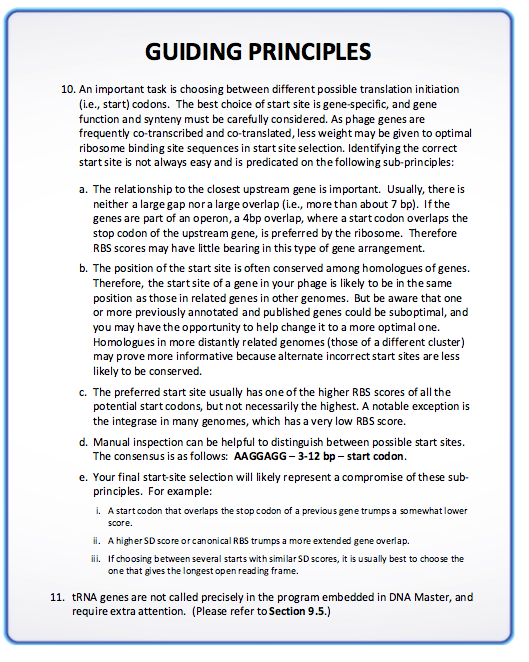 GUIDING PRINCIPLES
10. An important task is choosing between different possible translation initiation
(i.e., start) codons. The best choice of start site is gene-specific, and gene
function and synteny must be carefully considered. As phage genes are
frequently co-transcribed and co-translated, less weight may be given to optimal
ribosome binding site sequences in start site selection. Identifying the correct
start site is not always easy and is predicated on the following sub-principles:
a. The relationship to the closest upstream gene is important. Usually, there is
neither a large gap nor a large overlap (i.e., more than about 7 bp). If the
genes are part of an operon, a 4bp overlap, where a start codon overlaps the
stop codon of the upstream gene, is preferred by the ribosome. Therefore
RBS scores may have little bearing in this type of gene arrangement.
b. The position of the start site is often conserved among homologues of genes.
Therefore, the start site of a gene in your phage is likely to be in the same
position as those in related genes in other genomes. But be aware that one
or more previously annotated and published genes could be suboptimal, and
you may have the opportunity to help change it to a more optimal one.
Homologues in more distantly related genomes (those of a different cluster)
may prove more informative because alternate incorrect start sites are less
likely to be conserved.
c. The preferred start site usually has one of the higher RBS scores of all the
potential start codons, but not necessarily the highest. A notable exception is
the integrase in many genomes, which has a very low RBS score.
d. Manual inspection can be helpful to distinguish between possible start sites.
The consensus is as follows: AAGGAGG – 3-12 bp – start codon.
e. Your final start-site selection will likely represent a compromise of these sub-
principles. For example:
i. A start codon that overlaps the stop codon of a previous gene trumps a somewhat lower
score.
ii. A higher SD score or canonical RBS trumps a more extended gene overlap.
iii. If choosing between several starts with similar SD scores, it is usually best to choose the
one that gives the longest open reading frame.
11. tRNA genes are not called precisely in the program embedded in DNA Master, and
require extra attention. (Please refer to Section 9.5.)